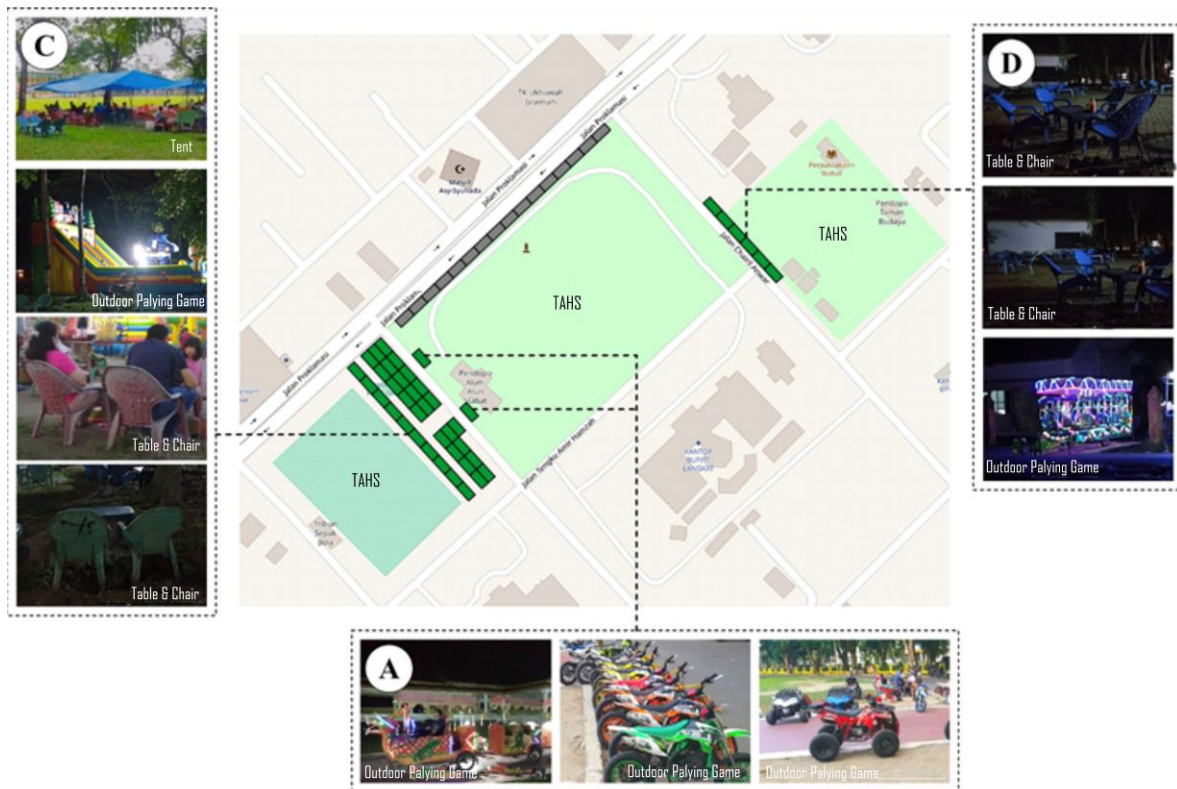 C
Tent
Outdoor Palying Game
Table & Chair
Table & Chair
TK Ukhuwah
Islamiyah
Masjid
Asy-Syuhada
Jalan Proklamasi
Jalan Proklamasi
Jalan Proklamasi
Jalan Proklam
Jalan Proklamasi
TAHS
Pendopo
Alun
Alun
Stabat
TAHS
Tribun
Sepak
Bola
Jalan Tengku Amir Hamzah
KANTOR
BUPATI
LANGKAT
Jalan Chairil Anwar
Perpustakaan
Stabat
Pendopo
Taman
Budaya
TAHS
D
Table & Chair
Table & Chair
Outdoor Palying Game
A
Outdoor Palying Game
Outdoor Palying Game
Outdoor Palying Game